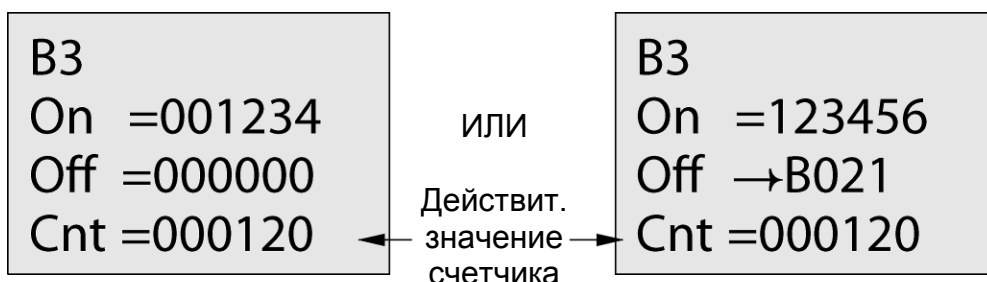 B3
On =001234
Off =000000
Cnt =000120
ИЛИ
Действит.
значение
счетчика
B3
On =123456
Off →B021
Cnt =000120